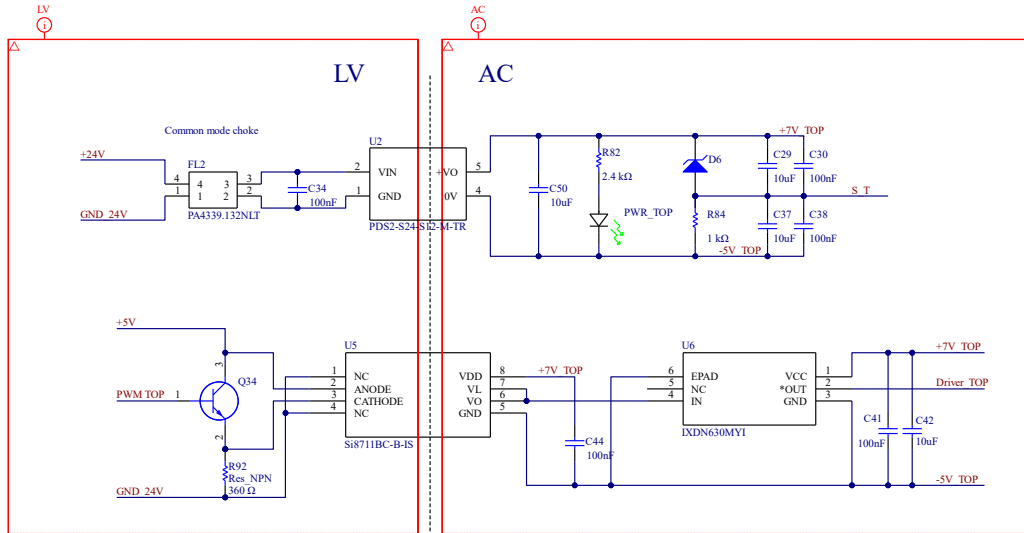 LV
i
AC
i
LV
AC
Common mode choke
+24V
GND_24V
FL2
4
1
4
1
3
2
3
2
PA4339.132NLT
C34
100nF
U2
2
1
VIN
GND
+VO
0V
5
4
PDS2-S24-S12-M-TR
C50
10uF
R82
2.4 kΩ
PWR_TOP
D6
R84
1 kΩ
+7V_TOP
C29
10uF
C30
100nF
S_T
C37
10uF
C38
100nF
-5V_TOP
+5V
PWM TOP
1
3
Q34
2
R92
Res_NPN
360 Ω
GND_24V
U5
1
2
3
4
NC
ANODE
CATHODE
NC
VDD
VL
VO
GND
8
7
6
5
Si8711BC-B-IS
+7V_TOP
C44
100nF
U6
6
5
4
EPAD
NC
IN
VCC
*OUT
GND
1
2
3
IXDN630MYI
+7V_TOP
Driver_TOP
C41
100nF
C42
10uF
-5V_TOP